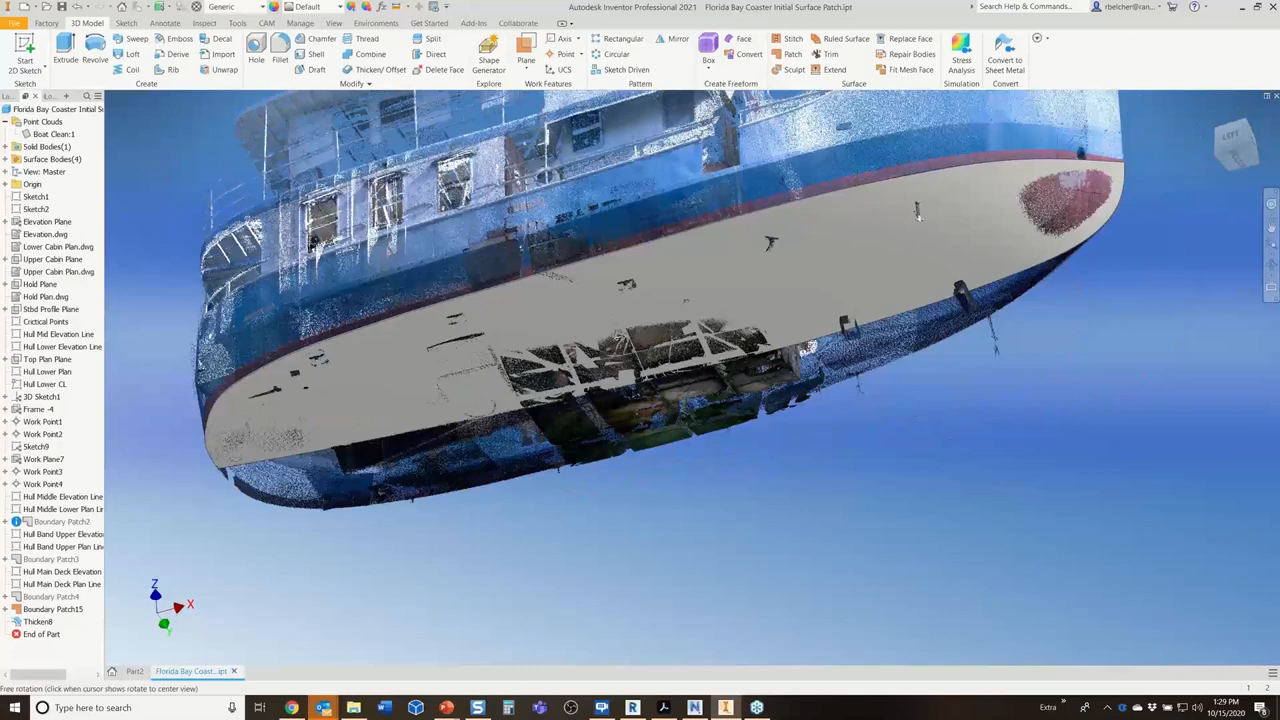 Autodesk Inventor Professional 2021 Florida Bay Coaster Initial Surface Patch.ipt
Generic
Default
Search Help & Commands...
rbelcher@ran...
File Factory 3D Model Sketch Annotate Inspect Tools CAM Manage View Environments Get Started Add-Ins Collaborate
Start
2D Sketch
Extrude
Revolve
Sweep
Loft
Coil
Emboss
Derive
Rib
Decal
Import
Unwrap
Hole
Fillet
Chamfer
Shell
Draft
Thread
Combine
Thicken/ Offset
Split
Direct
Delete Face
Shape
Generator
Plane
Axis
Point
UCS
Rectangular
Circular
Sketch Driven
Mirror
Box
Face
Convert
Stitch
Patch
Sculpt
Ruled Surface
Trim
Extend
Replace Face
Repair Bodies
Fit Mesh Face
Stress
Analysis
Convert to
Sheet Metal
Sketch Create Modify Explore Work Features Pattern Create Freeform Surface Simulation Convert
Florida Bay Coaster Initial S
Point Clouds
Boat Clean:1
Solid Bodies(1)
Surface Bodies(4)
View: Master
Origin
Sketch1
Sketch2
Elevation Plane
Elevation.dwg
Lower Cabin Plan.dwg
Upper Cabin Plane
Upper Cabin Plan.dwg
Hold Plane
Hold Plan.dwg
Stbd Profile Plane
Crictical Points
Hull Mid Elevation Line
Hull Lower Elevation Line
Top Plan Plane
Hull Lower Plan
Hull Lower CL
3D Sketch1
Frame -4
Work Point1
Work Point2
Sketch9
Work Plane7
Work Point3
Work Point4
Hull Middle Elevation Line
Hull Middle Lower Plan Lin
Boundary Patch2
Hull Band Upper Elevatio
Hull Band Upper Plan Line
Boundary Patch3
Hull Main Deck Elevation
Hull Main Deck Plan Line
Boundary Patch4
Boundary Patch15
Thicken8
End of Part
LEFT
Z
X
Y
Part2
Florida Bay Coast...ipt
Free rotation (click when cursor shows rotate to center view)
1 2
Type here to search
Extra
1:29 PM
10/15/2020